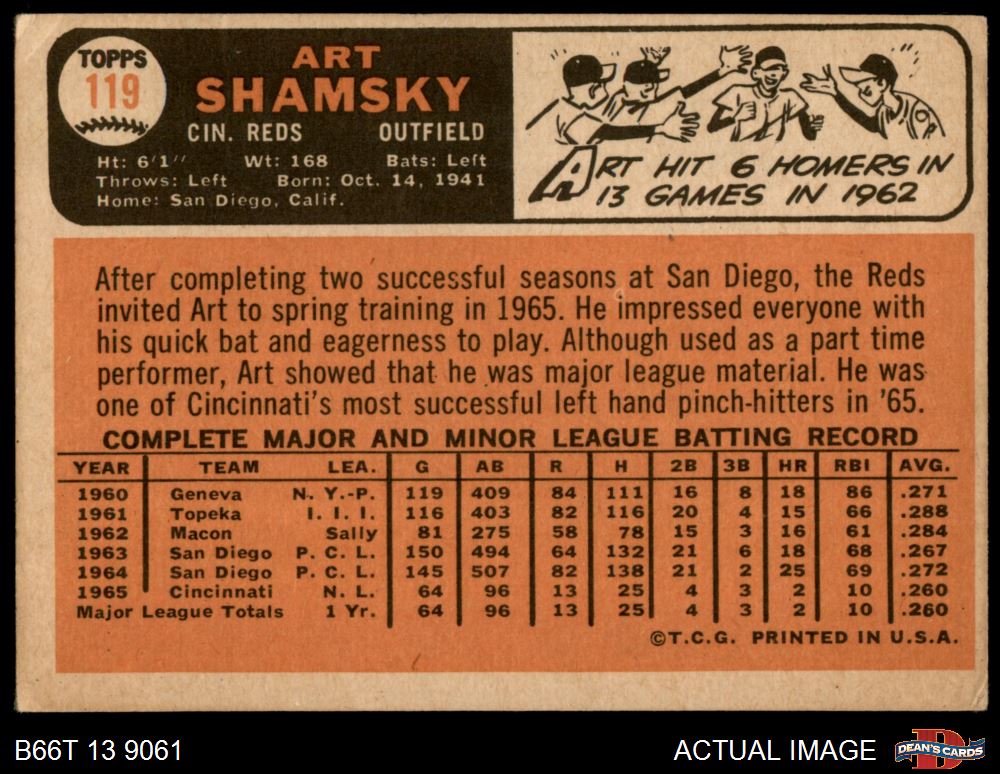 TOPPS
119
ART
SHAMSKY
CIN. REDS OUTFIELD
Ht: 6'1" Wt: 168 Bats: Left
Throws: Left Born: Oct. 14, 1941
Home: San Diego, Calif.
ART HIT 6 HOMERS IN
13 GAMES IN 1962
After completing two successful seasons at San Diego, the Reds
invited Art to spring training in 1965. He impressed everyone with
his quick bat and eagerness to play. Although used as a part time
performer, Art showed that he was major league material. He was
one of Cincinnati's most successful left hand pinch-hitters in '65.
COMPLETE MAJOR AND MINOR LEAGUE BATTING RECORD
YEAR TEAM LEA. G AB R H 2B 3B HR RBI AVG.
1960 Geneva N. Y.-P. 119 409 84 111 16 8 18 86 .271
1961 Topeka I. I. I. 116 403 82 116 20 4 15 66 .288
1962 Macon Sally 81 275 58 78 15 3 16 61 .284
1963 San Diego P. C. L. 150 494 64 132 21 6 18 68 .267
1964 San Diego P. C. L. 145 507 82 138 21 2 25 69 .272
1965 Cincinnati N. L. 64 96 13 25 4 3 2 10 .260
Major League Totals 1 Yr. 64 96 13 25 4 3 2 10 .260
©T.C.G. PRINTED IN U.S.A.
B66T 13 9061 ACTUAL IMAGE DEAN'S CARDS